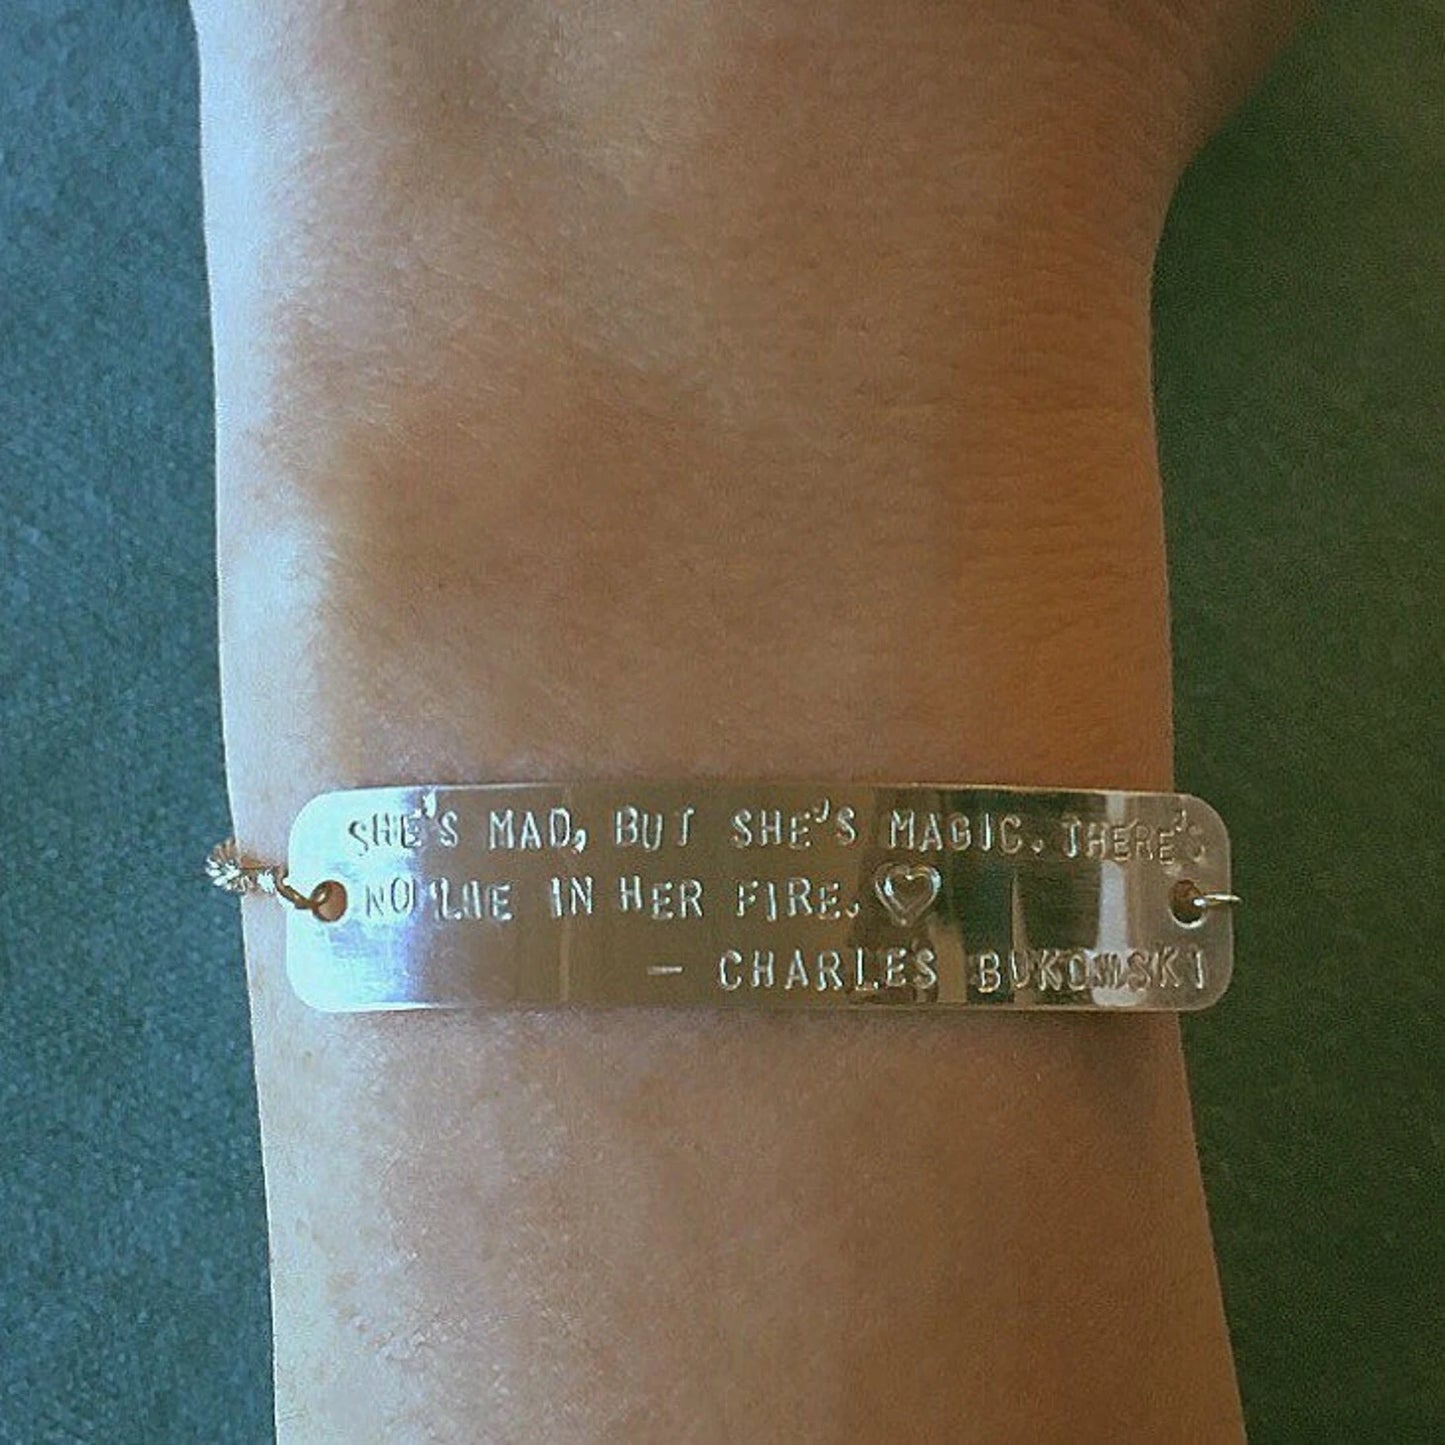 SHE'S MAD, BUT SHE'S MAGIC. THERE'S
NO LIE IN HER FIRE.
— CHARLES BUKOWSKI